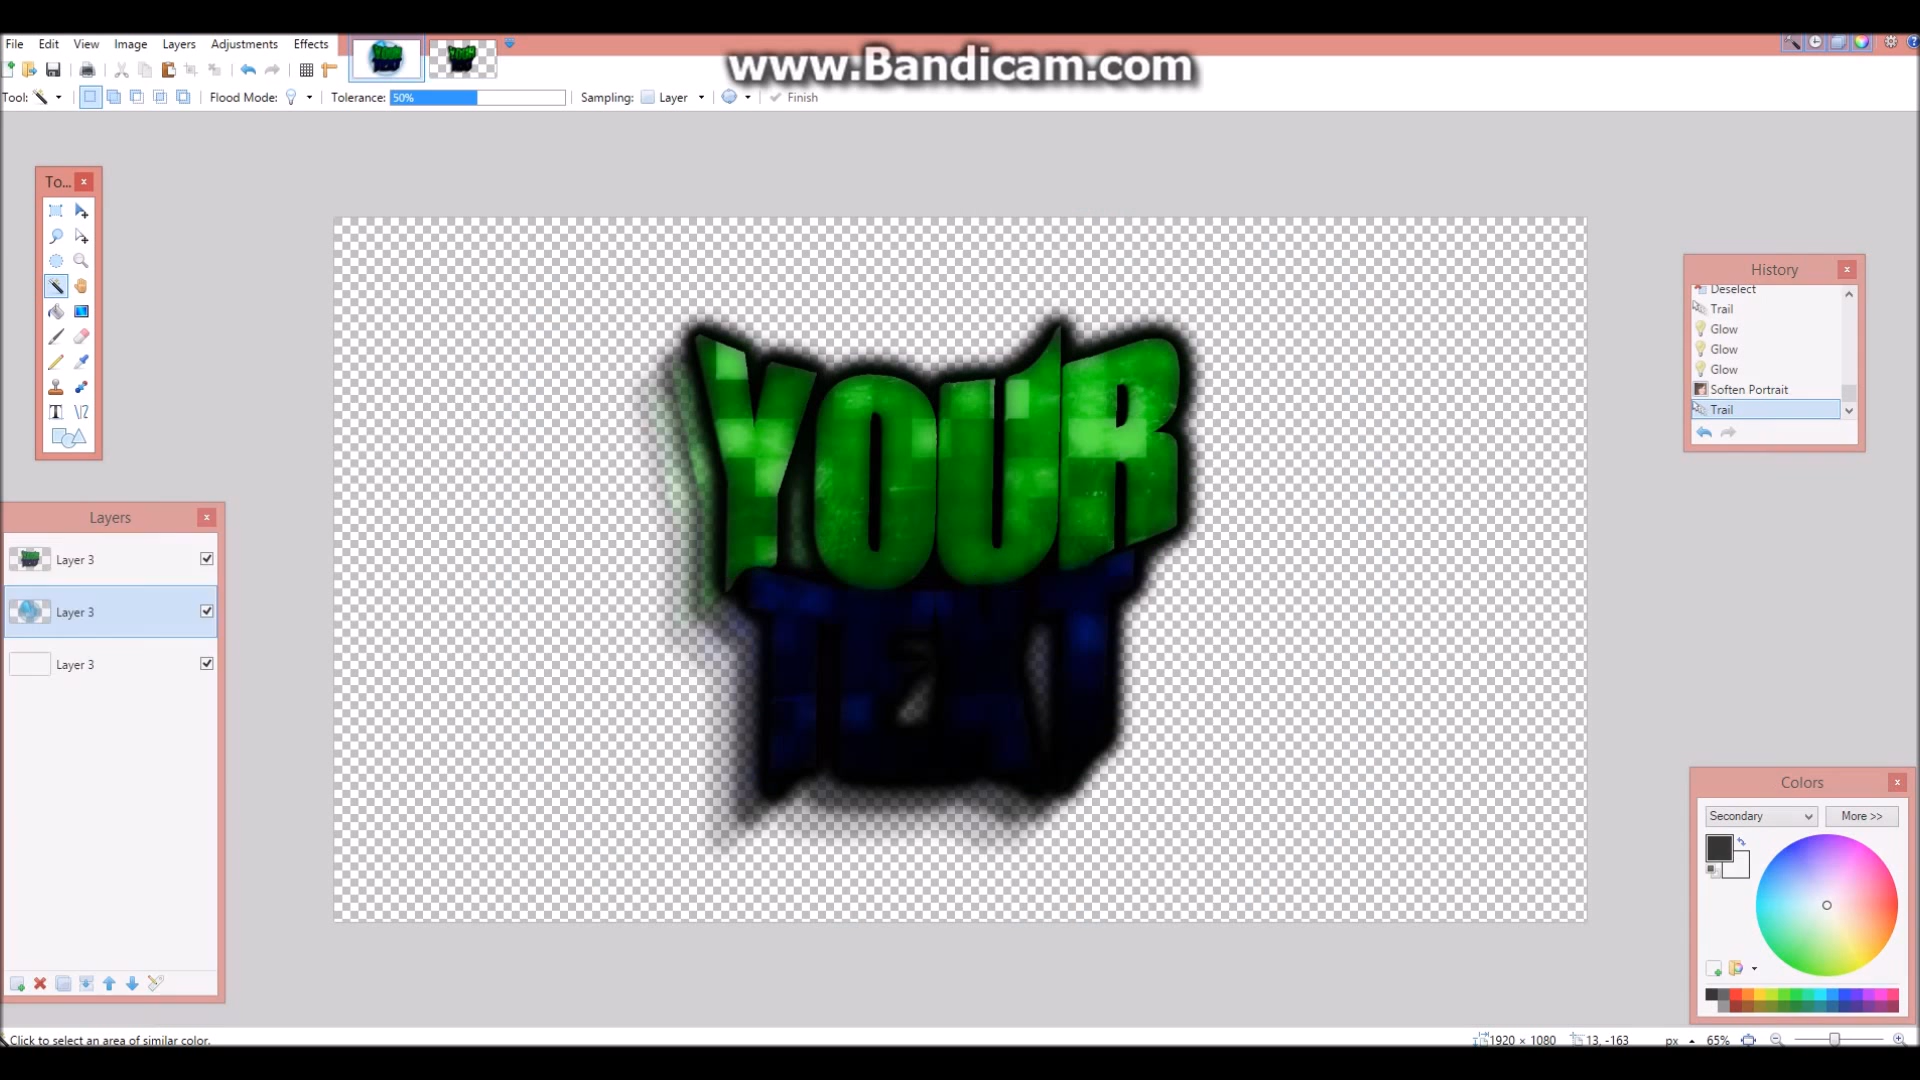 www.Bandicam.com
File Edit View Image Layers Adjustments Effects
Tool: Flood Mode: Tolerance: 50% Sampling: Layer Finish
To...
Layers
Layer 3
Layer 3
Layer 3
YOUR
TEXT
History
Deselect
Trail
Glow
Glow
Glow
Soften Portrait
Trail
Colors
Secondary More >>
Click to select an area of similar color.
1920 × 1080 13, -163 px 65%